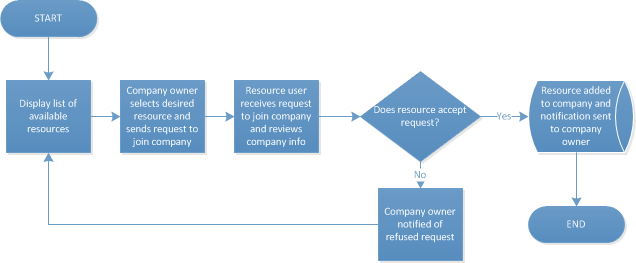 START
Display list of
available
resources
Company owner
selects desired
resource and
sends request to
join company
Resource user
receives request
to join company
and reviews
company info
Does resource accept
request?
Yes
Resource added
to company and
notification sent
to company
owner
No
Company owner
notified of
refused request
END